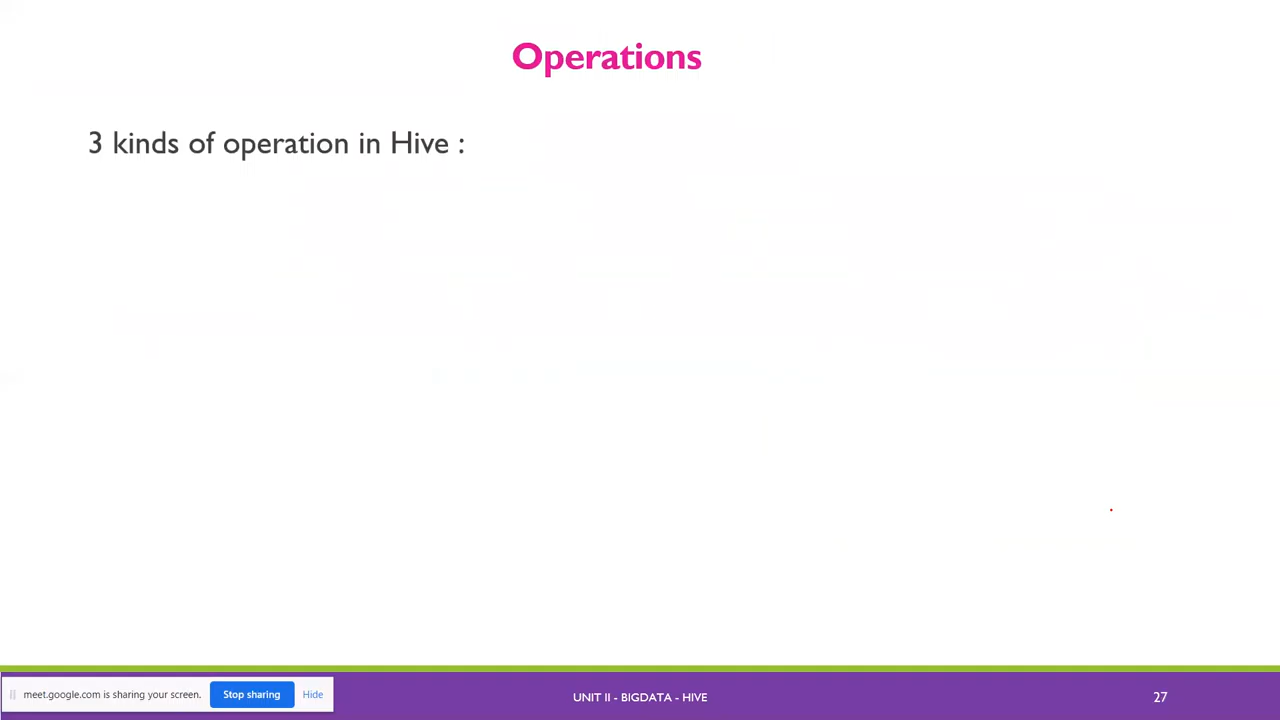 Operations
3 kinds of operation in Hive :
meet.google.com is sharing your screen. Stop sharing Hide
UNIT II - BIGDATA - HIVE
27